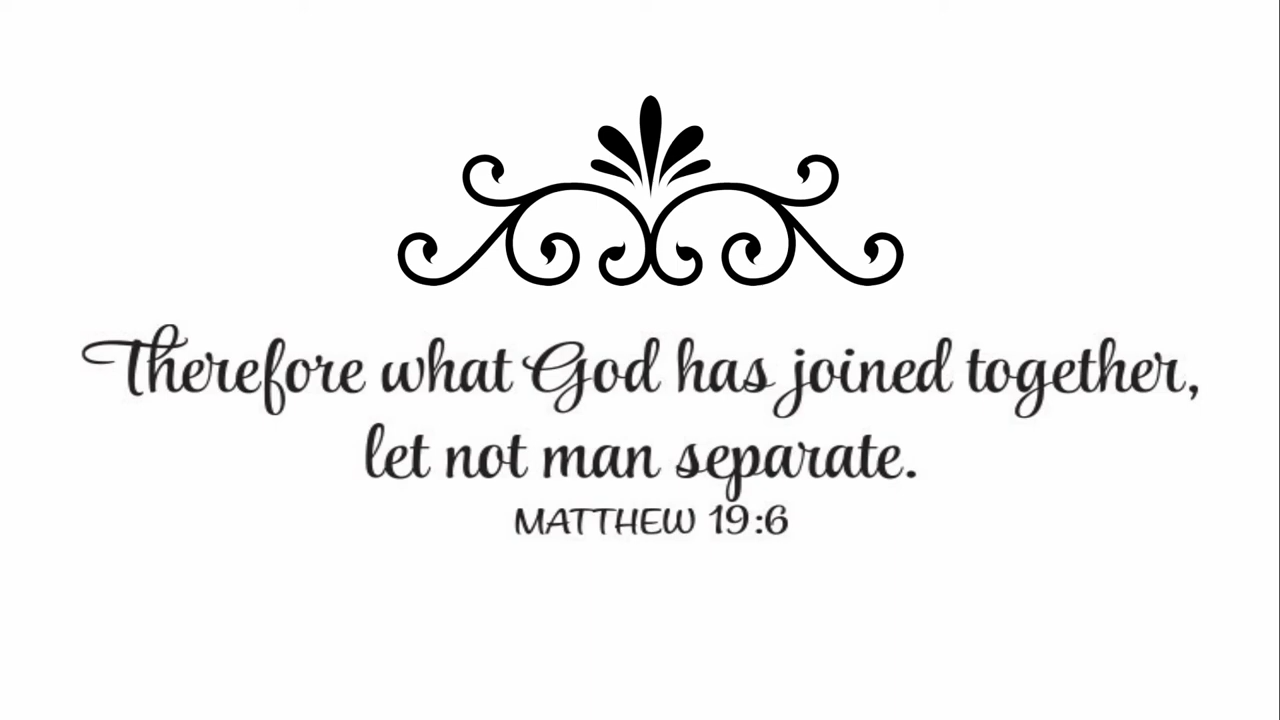 Therefore what God has joined together,
let not man separate.
MATTHEW 19:6